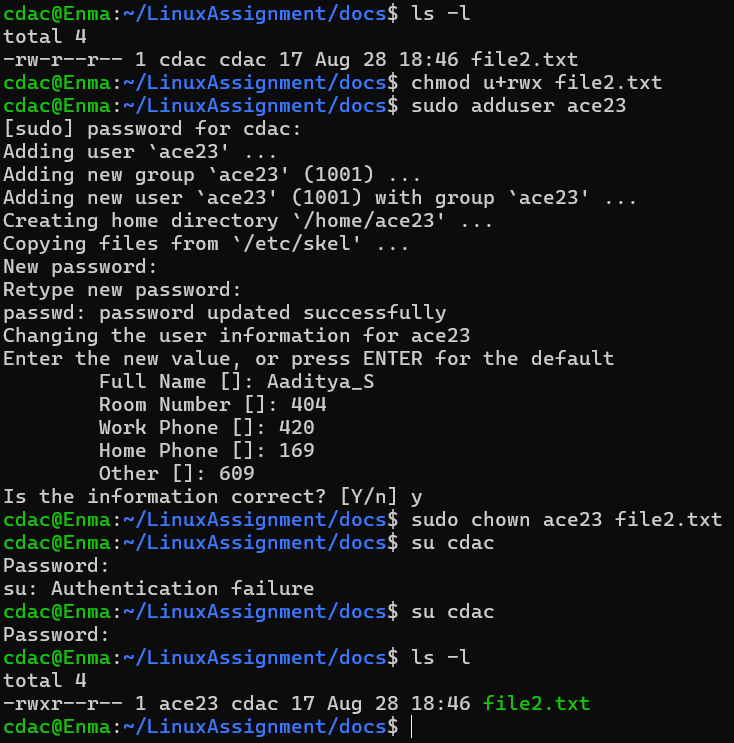 cdac@Enma:~/LinuxAssignment/docs$ ls -l
total 4
-rw-r--r-- 1 cdac cdac 17 Aug 28 18:46 file2.txt
cdac@Enma:~/LinuxAssignment/docs$ chmod u+rwx file2.txt
cdac@Enma:~/LinuxAssignment/docs$ sudo adduser ace23
[sudo] password for cdac:
Adding user `ace23' ...
Adding new group `ace23' (1001) ...
Adding new user `ace23' (1001) with group `ace23' ...
Creating home directory `/home/ace23' ...
Copying files from `/etc/skel' ...
New password:
Retype new password:
passwd: password updated successfully
Changing the user information for ace23
Enter the new value, or press ENTER for the default
        Full Name []: Aaditya_S
        Room Number []: 404
        Work Phone []: 420
        Home Phone []: 169
        Other []: 609
Is the information correct? [Y/n] y
cdac@Enma:~/LinuxAssignment/docs$ sudo chown ace23 file2.txt
cdac@Enma:~/LinuxAssignment/docs$ su cdac
Password:
su: Authentication failure
cdac@Enma:~/LinuxAssignment/docs$ su cdac
Password:
cdac@Enma:~/LinuxAssignment/docs$ ls -l
total 4
-rwxr--r-- 1 ace23 cdac 17 Aug 28 18:46 file2.txt
cdac@Enma:~/LinuxAssignment/docs$